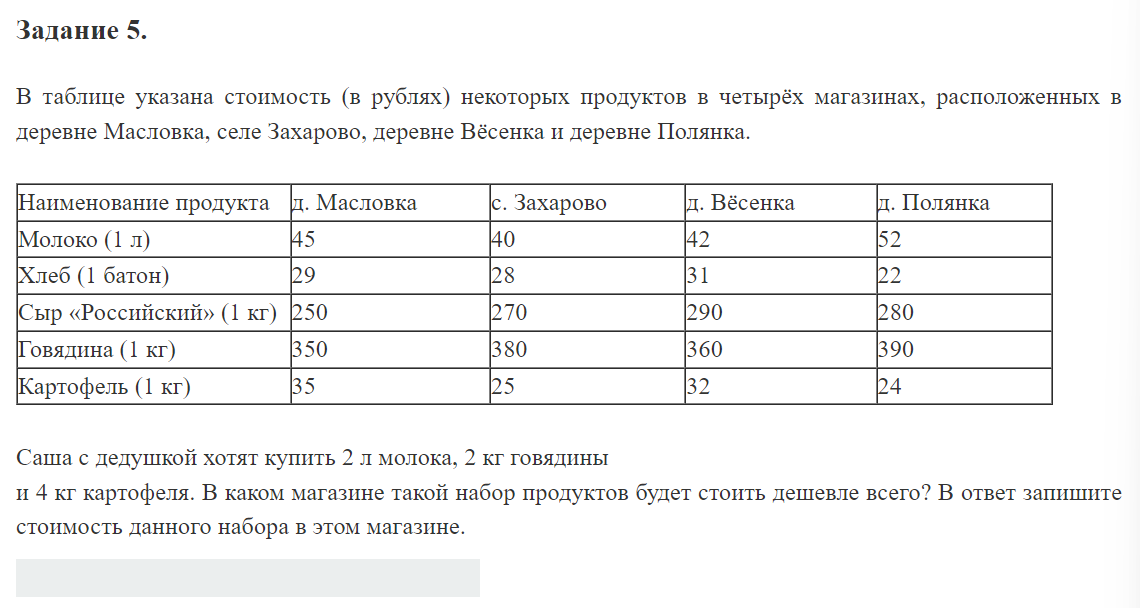 Задание 5.
В таблице указана стоимость (в рублях) некоторых продуктов в четырёх магазинах, расположенных в
деревне Масловка, селе Захарово, деревне Вёсенка и деревне Полянка.
Наименование продукта д. Масловка с. Захарово д. Вёсенка д. Полянка
Молоко (1 л) 45 40 42 52
Хлеб (1 батон) 29 28 31 22
Сыр «Российский» (1 кг) 250 270 290 280
Говядина (1 кг) 350 380 360 390
Картофель (1 кг) 35 25 32 24
Саша с дедушкой хотят купить 2 л молока, 2 кг говядины
и 4 кг картофеля. В каком магазине такой набор продуктов будет стоить дешевле всего? В ответ запишите
стоимость данного набора в этом магазине.